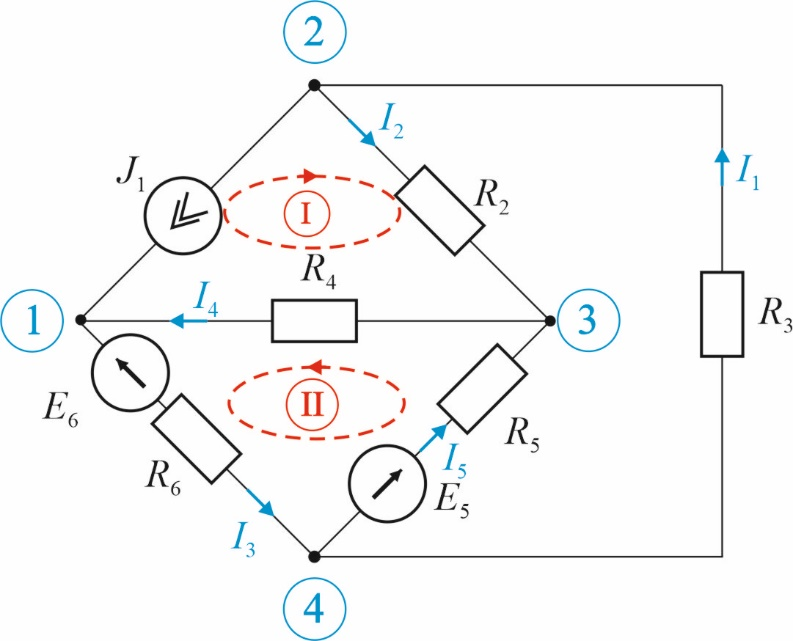 2
I₂
J₁
I
R₂
I₁
R₄
1
I₄
3
R₃
E₆
II
R₅
R₆
I₅
E₅
I₃
4